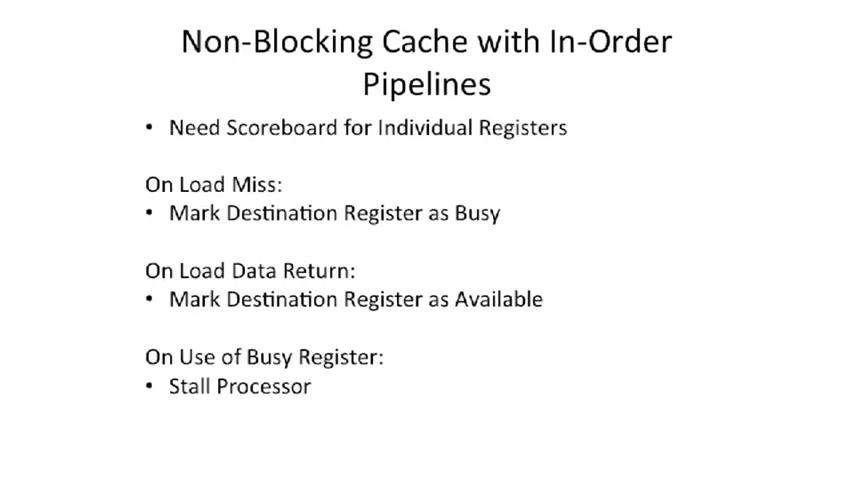 Non-Blocking Cache with In-Order
Pipelines
• Need Scoreboard for Individual Registers
On Load Miss:
• Mark Destination Register as Busy
On Load Data Return:
• Mark Destination Register as Available
On Use of Busy Register:
• Stall Processor